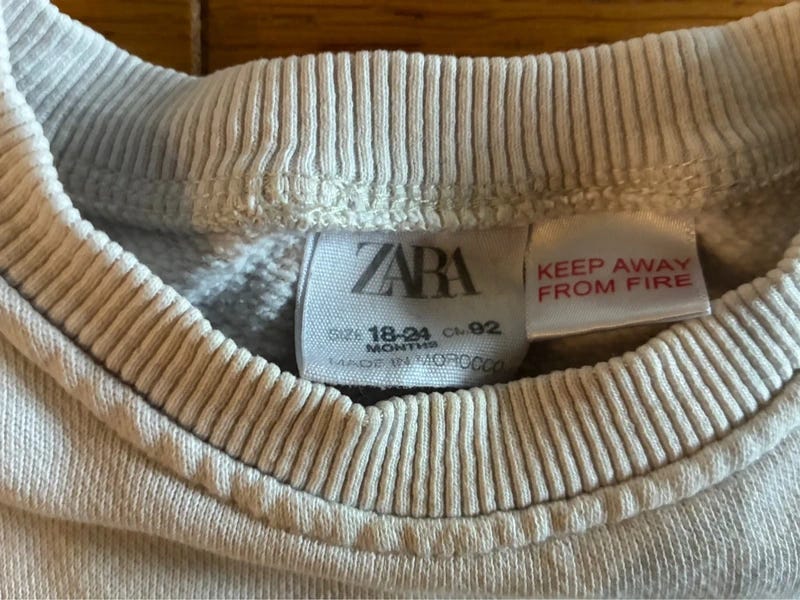 ZARA
SIZE 18-24 CM 92
MONTHS
MADE IN MOROCCO
KEEP AWAY
FROM FIRE